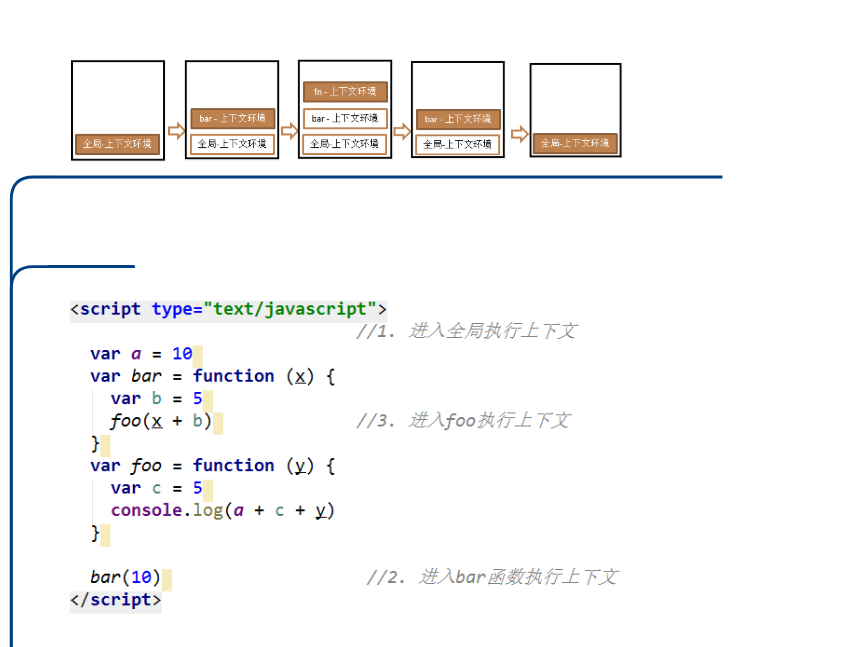 全局-上下文环境
bar - 上下文环境
全局-上下文环境
fn - 上下文环境
bar - 上下文环境
全局-上下文环境
bar - 上下文环境
全局-上下文环境
全局-上下文环境
<script type="text/javascript">
//1. 进入全局执行上下文
var a = 10
var bar = function (x) {
var b = 5
foo(x + b) //3. 进入foo执行上下文
}
var foo = function (y) {
var c = 5
console.log(a + c + y)
}
bar(10) //2. 进入bar函数执行上下文
</script>